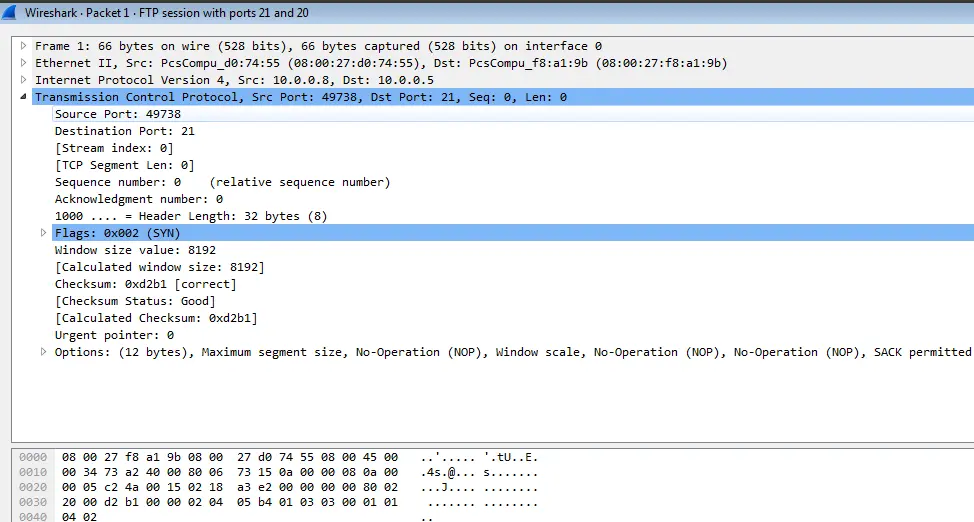 Wireshark · Packet 1 · FTP session with ports 21 and 20
Frame 1: 66 bytes on wire (528 bits), 66 bytes captured (528 bits) on interface 0
Ethernet II, Src: PcsCompu_d0:74:55 (08:00:27:d0:74:55), Dst: PcsCompu_f8:a1:9b (08:00:27:f8:a1:9b)
Internet Protocol Version 4, Src: 10.0.0.8, Dst: 10.0.0.5
Transmission Control Protocol, Src Port: 49738, Dst Port: 21, Seq: 0, Len: 0
Source Port: 49738
Destination Port: 21
[Stream index: 0]
[TCP Segment Len: 0]
Sequence number: 0    (relative sequence number)
Acknowledgment number: 0
1000 .... = Header Length: 32 bytes (8)
Flags: 0x002 (SYN)
Window size value: 8192
[Calculated window size: 8192]
Checksum: 0xd2b1 [correct]
[Checksum Status: Good]
[Calculated Checksum: 0xd2b1]
Urgent pointer: 0
Options: (12 bytes), Maximum segment size, No-Operation (NOP), Window scale, No-Operation (NOP), No-Operation (NOP), SACK permitted
0000  08 00 27 f8 a1 9b 08 00  27 d0 74 55 08 00 45 00   ..'..... '.tU..E.
0010  00 34 73 a2 40 00 80 06  73 15 0a 00 00 08 0a 00   .4s.@... s.......
0020  00 05 c2 4a 00 15 02 18  a3 e2 00 00 00 00 80 02   ...J.... ........
0030  20 00 d2 b1 00 00 02 04  05 b4 01 03 03 00 01 01    ....... ........
0040  04 02                                              ..